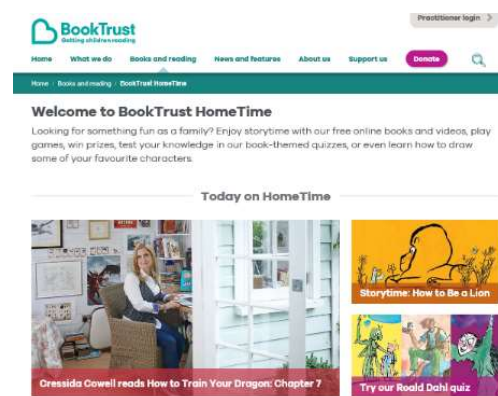 Practitioner login >
BookTrust
Getting children reading
Home What we do Books and reading News and features About us Support us Donate
Home / Books and reading / BookTrust HomeTime
Welcome to BookTrust HomeTime
Looking for something fun as a family? Enjoy storytime with our free online books and videos, play
games, win prizes, test your knowledge in our book-themed quizzes, or even learn how to draw
some of your favourite characters.
Today on HomeTime
Storytime: How to Be a Lion
Cressida Cowell reads How to Train Your Dragon: Chapter 7
Try our Roald Dahl quiz